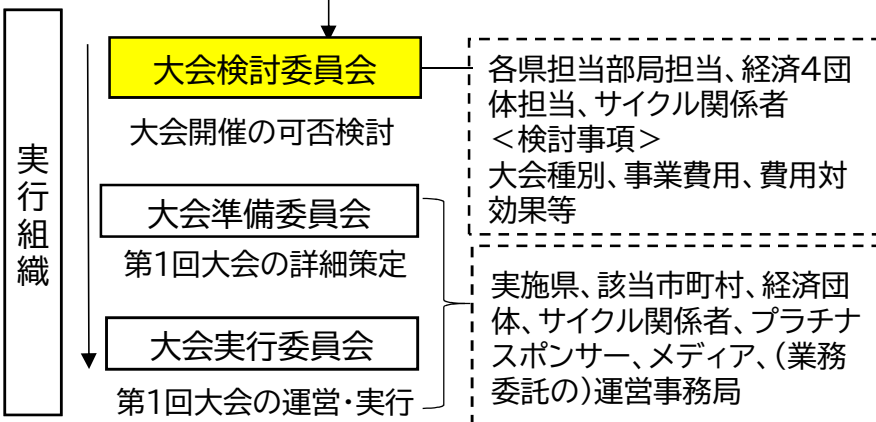 実行組織
大会検討委員会
大会開催の可否検討
大会準備委員会
第1回大会の詳細策定
大会実行委員会
第1回大会の運営・実行
各県担当部局担当、経済4団
体担当、サイクル関係者
＜検討事項＞
大会種別、事業費用、費用対
効果等
実施県、該当市町村、経済団
体、サイクル関係者、プラチナ
スポンサー、メディア、(業務
委託の)運営事務局